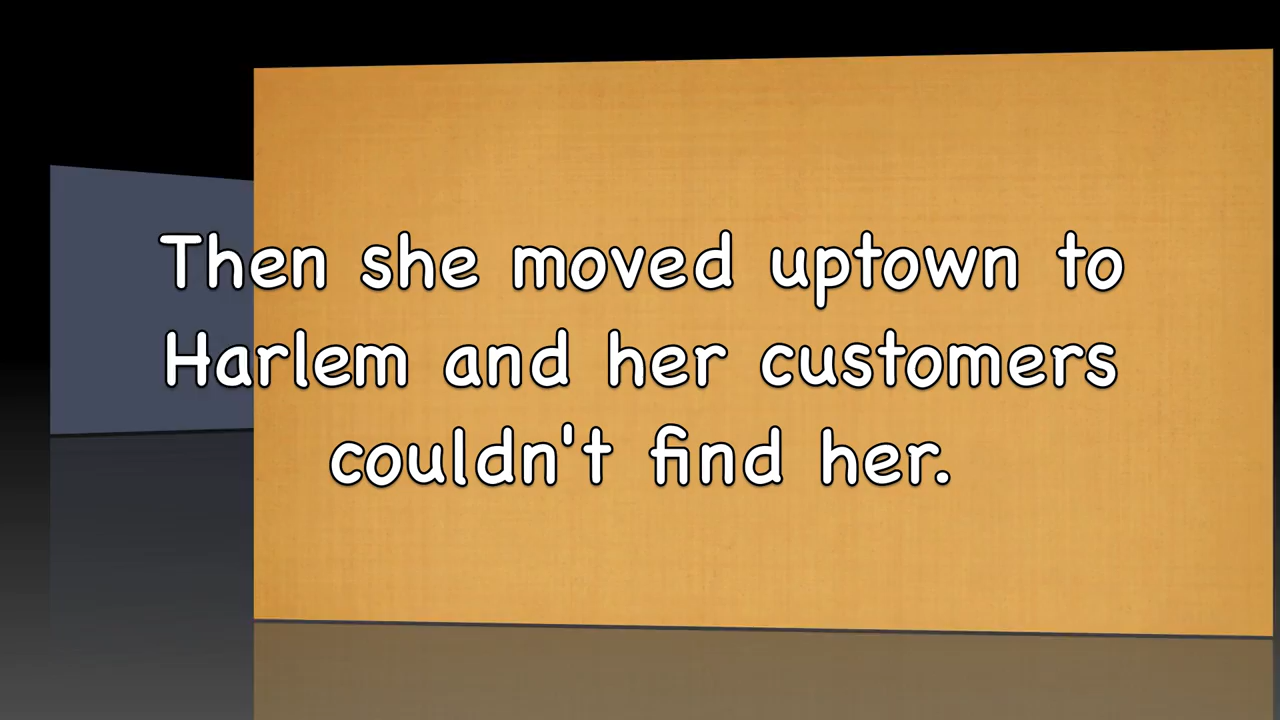 Then she moved uptown to
Harlem and her customers
couldn't find her.